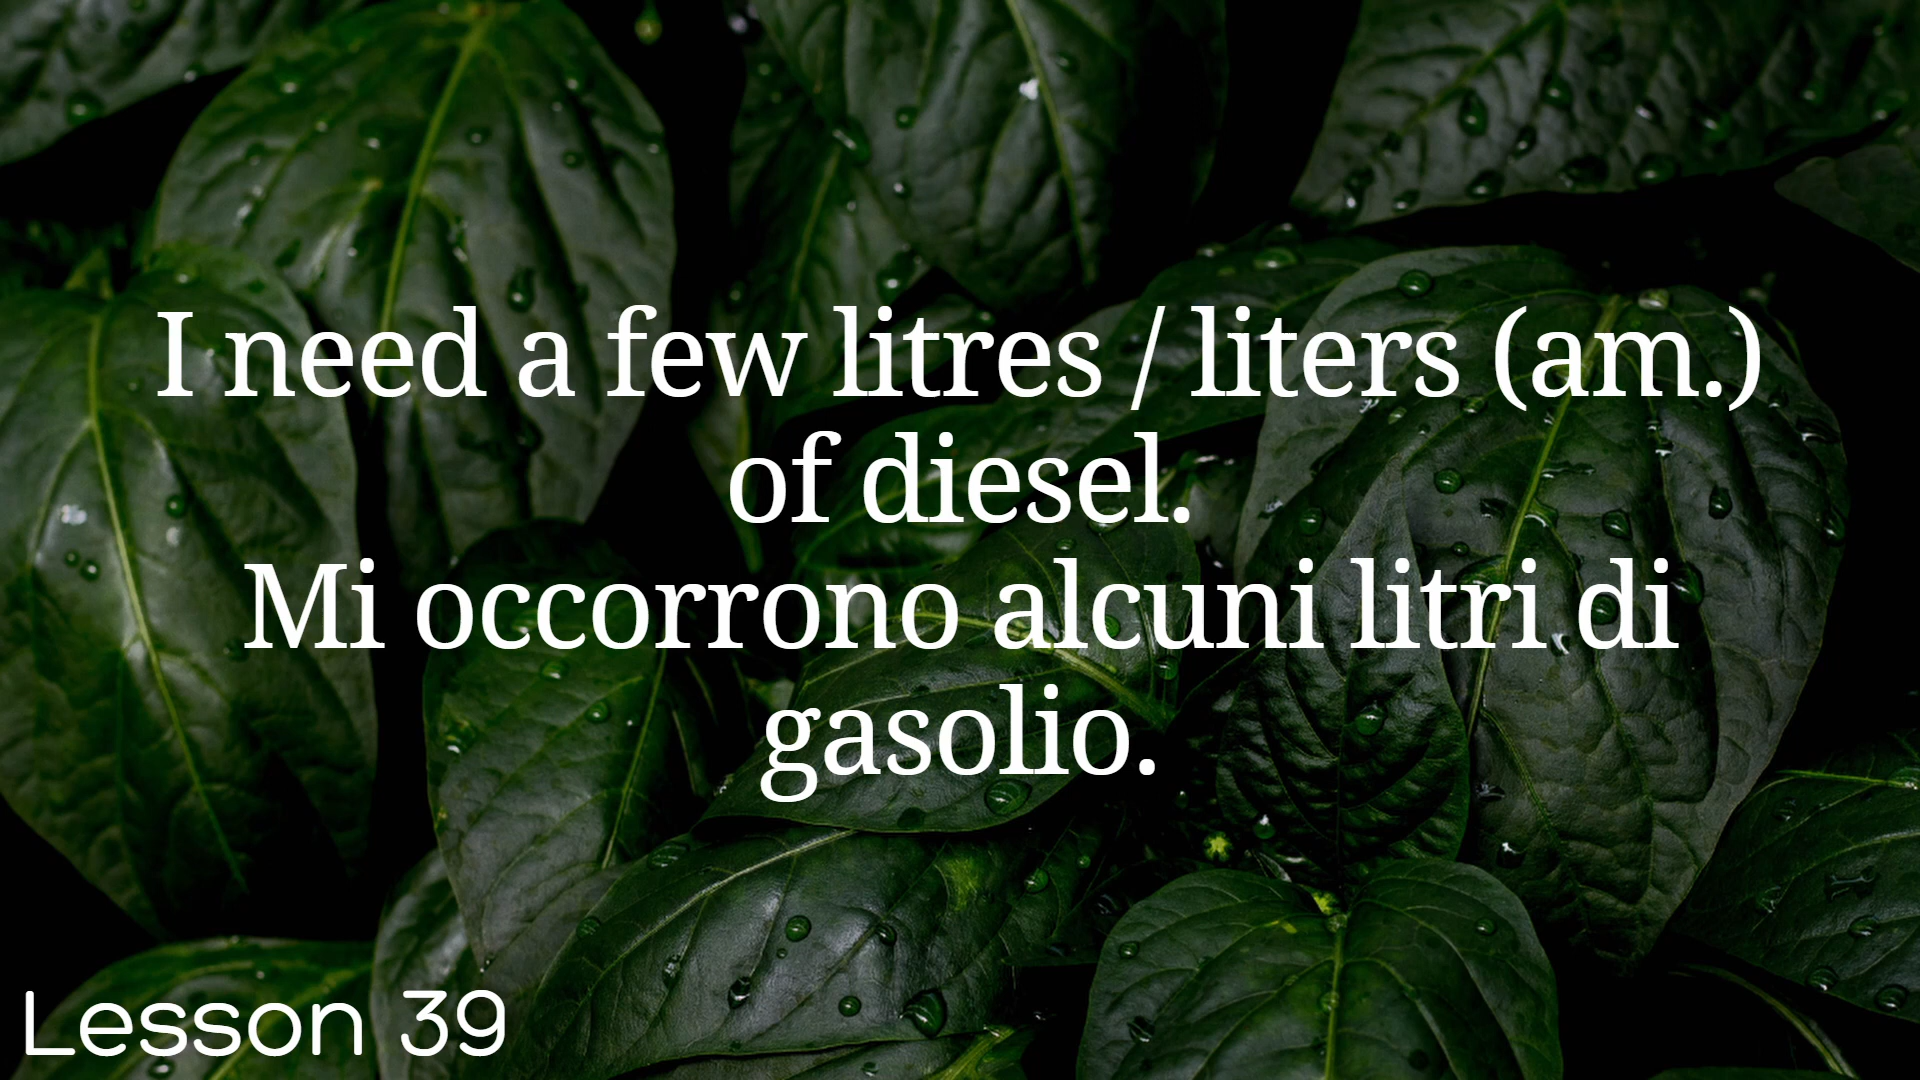 I need a few litres / liters (am.)
of diesel.
Mi occorrono alcuni litri di
gasolio.
Lesson 39